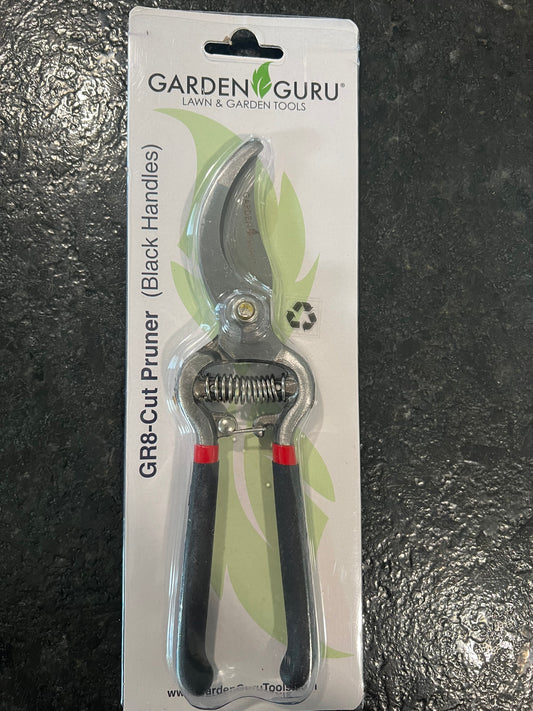 GARDEN GURU®
LAWN & GARDEN TOOLS
GR8-Cut Pruner (Black Handles)